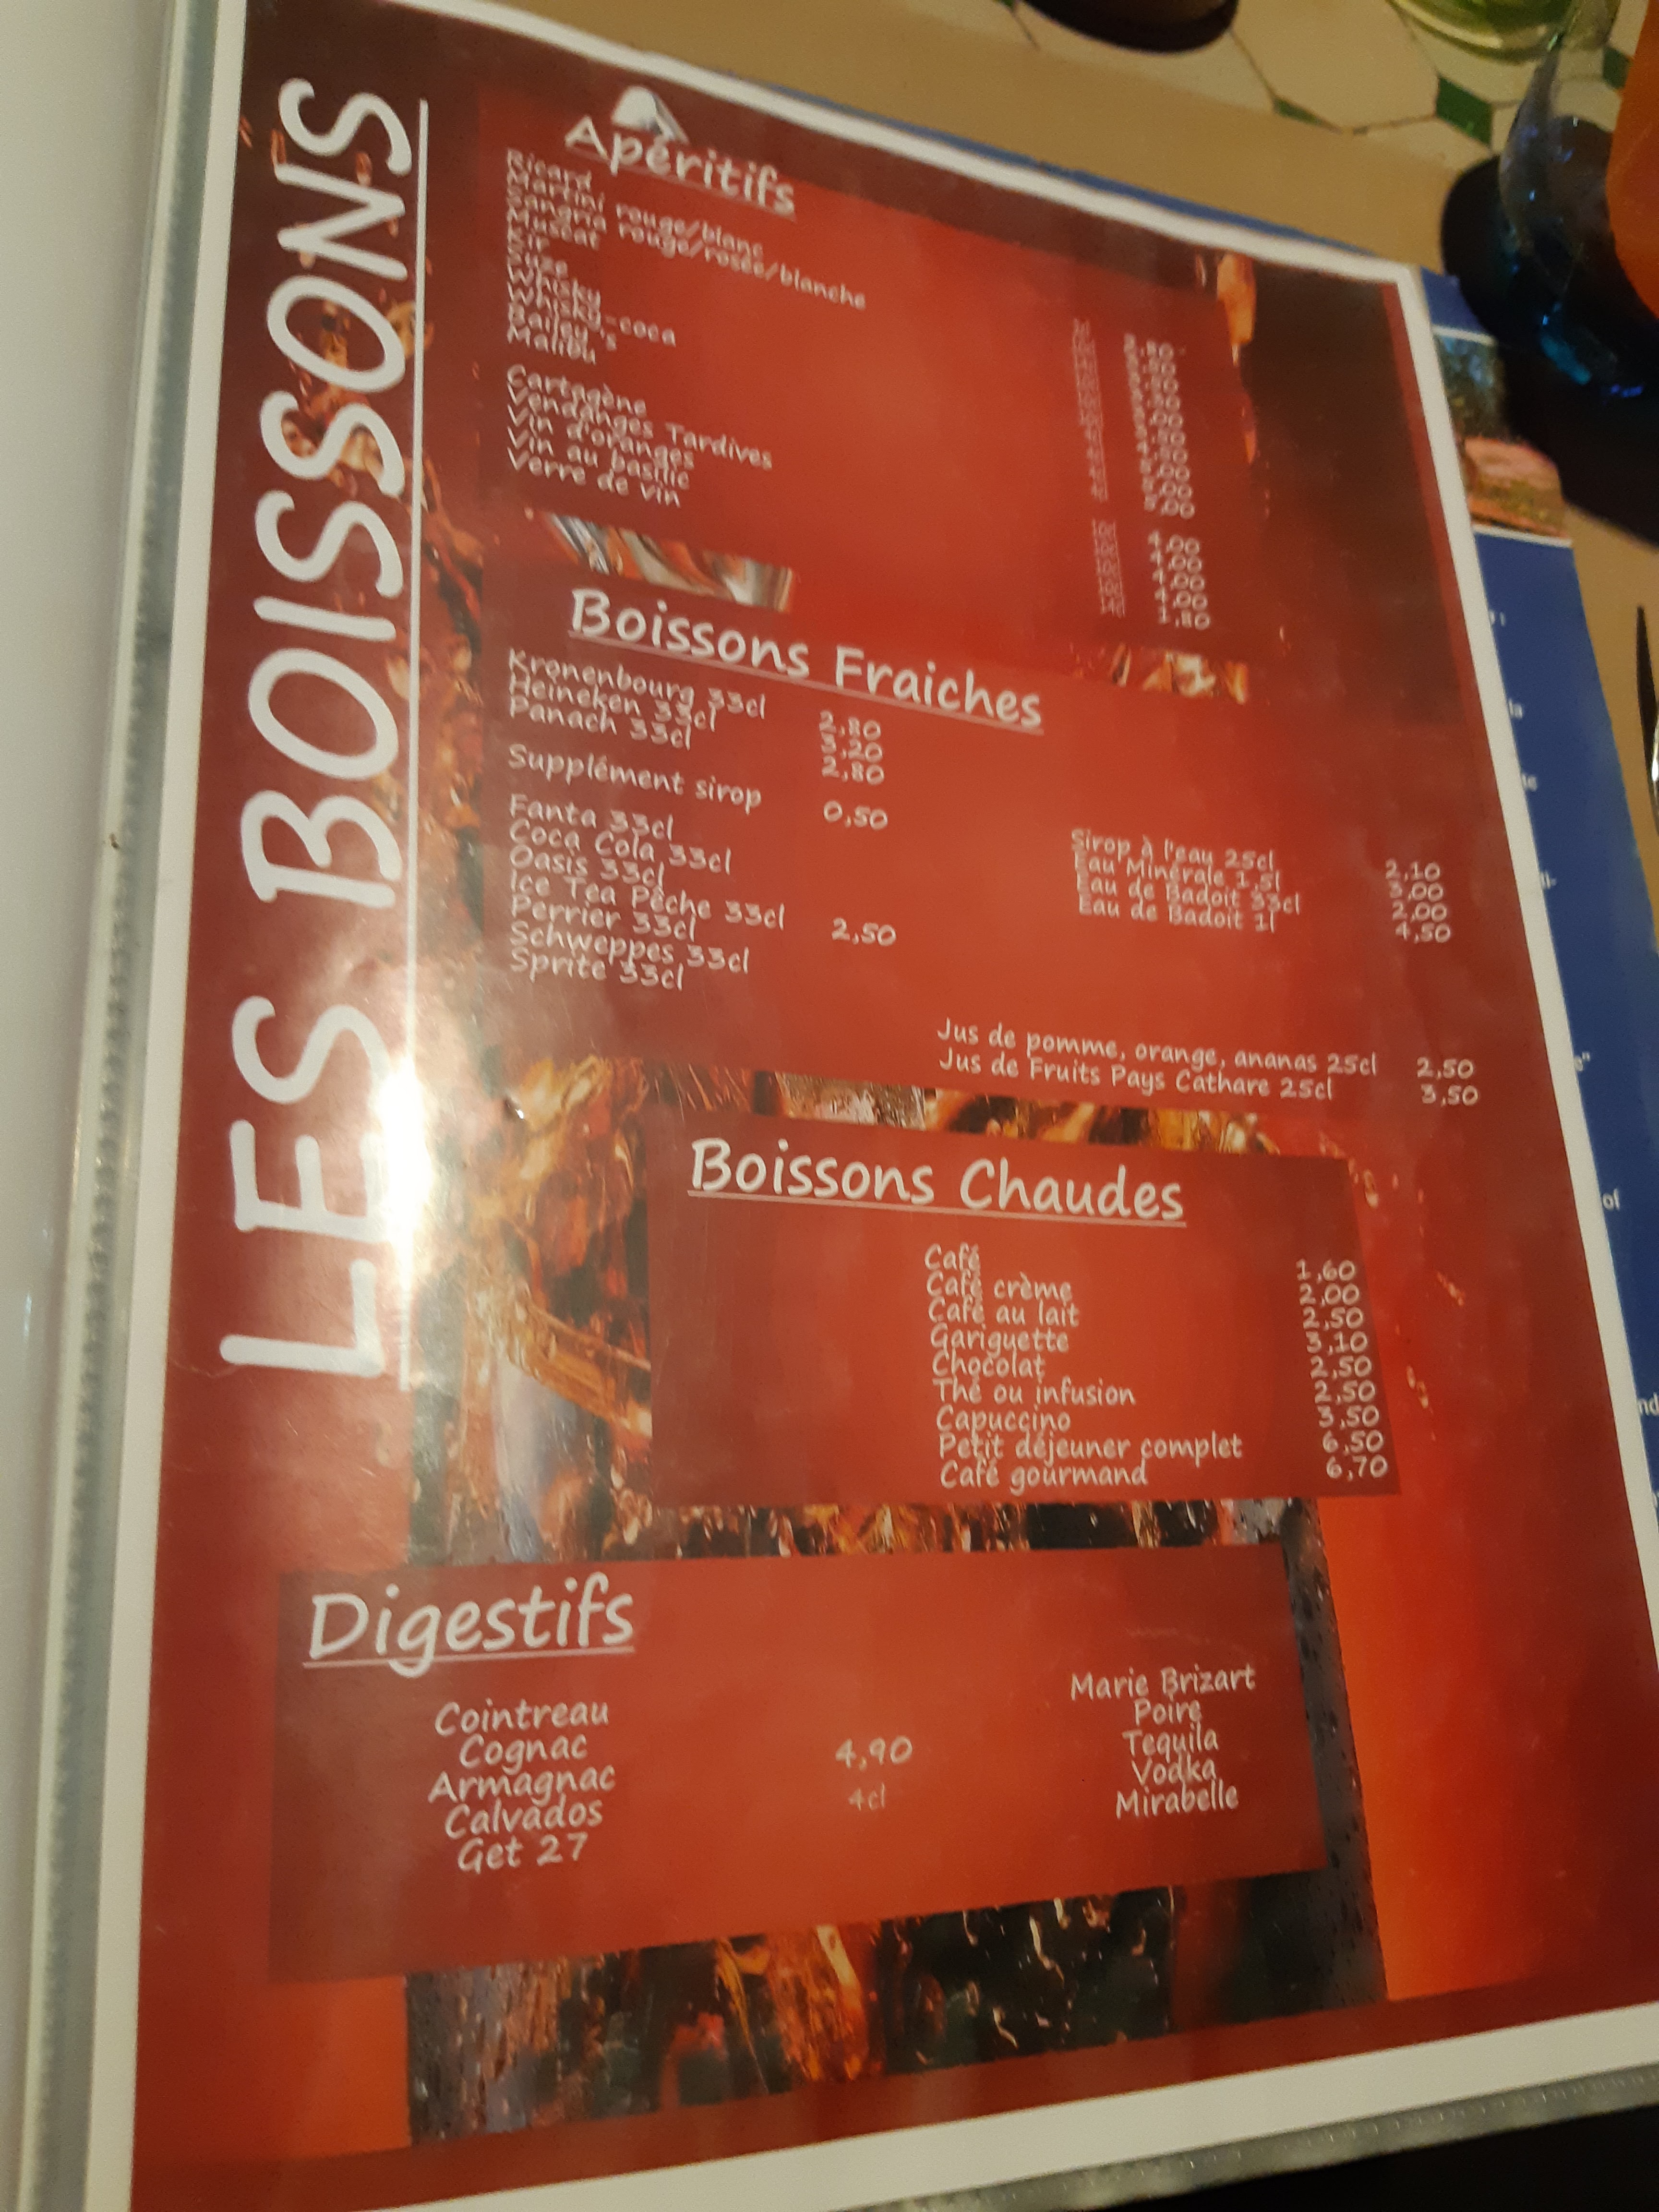 LES BOISSONS
Apéritifs
Ricard
Martini rouge/blanc
Sangria rouge/rosée/blanche
Muscat
Kir
Suze
Whisky
Whisky-coca
Bailey's
Malibu
5,00
5,00
Cartagène
Vendanges Tardives
Vin d'oranges
Vin au basilic
Verre de vin
4,00
4,00
4,00
4,00
1,80
Boissons Fraiches
Kronenbourg 33cl 2,80
Heineken 33cl 3,20
Panach 33cl 2,80
Supplément sirop 0,50
Fanta 33cl
Coca Cola 33cl
Oasis 33cl
Ice Tea Pêche 33cl 2,50
Perrier 33cl
Schweppes 33cl
Sprite 33cl
Sirop à l'eau 25cl 2,10
Eau Minérale 1,5l 3,00
Eau de Badoit 33cl 2,00
Eau de Badoit 1l 4,50
Jus de pomme, orange, ananas 25cl 2,50
Jus de Fruits Pays Cathare 25cl 3,50
Boissons Chaudes
Café 1,60
Café crème 2,00
Café au lait 2,50
Gariguette 3,10
Chocolat 2,50
Thé ou infusion 2,50
Capuccino 3,50
Petit déjeuner complet 6,50
Café gourmand 6,70
Digestifs
Cointreau
Cognac
Armagnac
Calvados
Get 27
4,90
4cl
Marie Brizart
Poire
Tequila
Vodka
Mirabelle
la
of